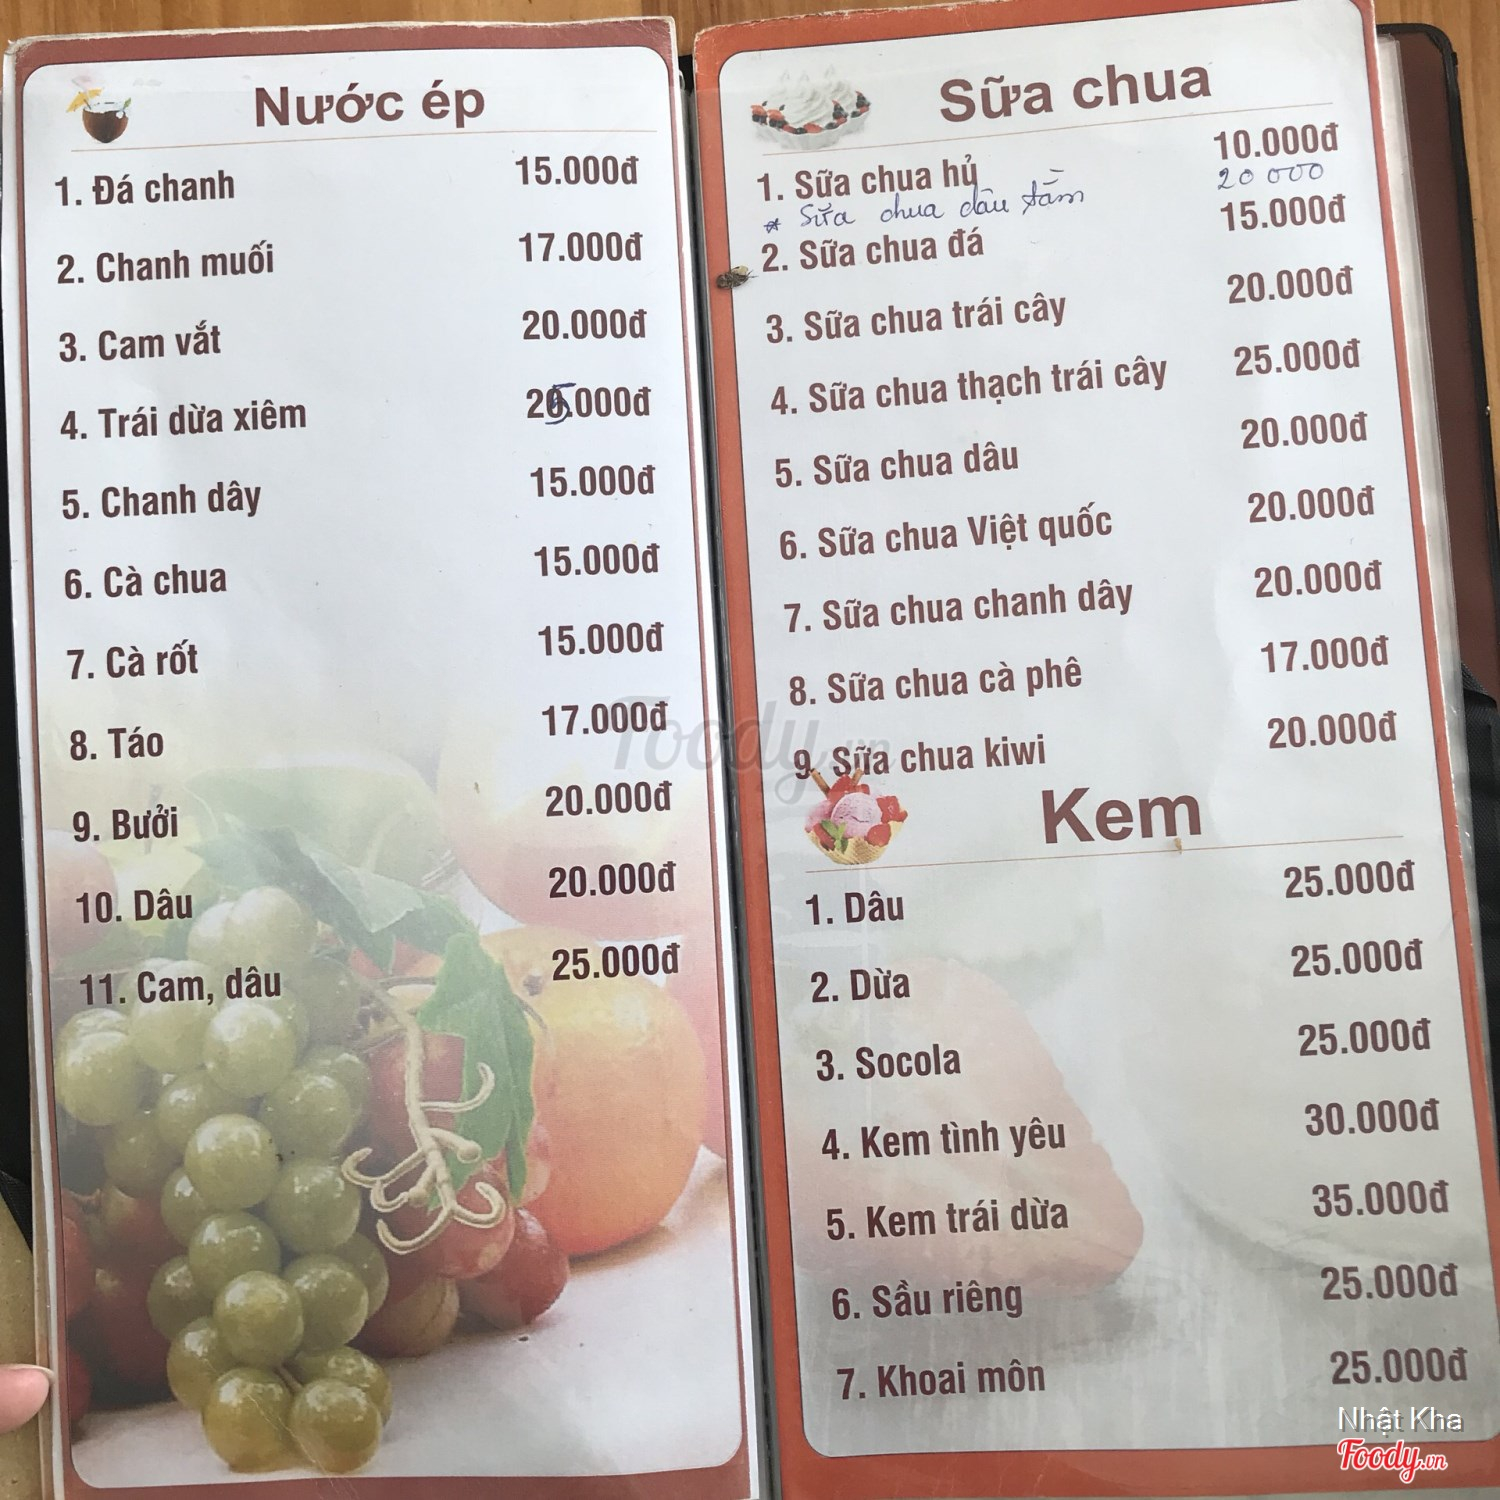 Nước ép
1. Đá chanh 15.000đ
2. Chanh muối 17.000đ
3. Cam vắt 20.000đ
4. Trái dừa xiêm 25.000đ
5. Chanh dây 15.000đ
6. Cà chua 15.000đ
7. Cà rốt 15.000đ
8. Táo 17.000đ
9. Bưởi 20.000đ
10. Dâu 20.000đ
11. Cam, dâu 25.000đ
Sữa chua
1. Sữa chua hủ 10.000đ
* Sữa chua dâu tằm 20 000
2. Sữa chua đá 15.000đ
3. Sữa chua trái cây 20.000đ
4. Sữa chua thạch trái cây 25.000đ
5. Sữa chua dâu 20.000đ
6. Sữa chua Việt quốc 20.000đ
7. Sữa chua chanh dây 20.000đ
8. Sữa chua cà phê 17.000đ
9. Sữa chua kiwi 20.000đ
Kem
1. Dâu 25.000đ
2. Dừa 25.000đ
3. Socola 25.000đ
4. Kem tình yêu 30.000đ
5. Kem trái dừa 35.000đ
6. Sầu riêng 25.000đ
7. Khoai môn 25.000đ
Foody.vn
Nhật Kha
Foody.vn